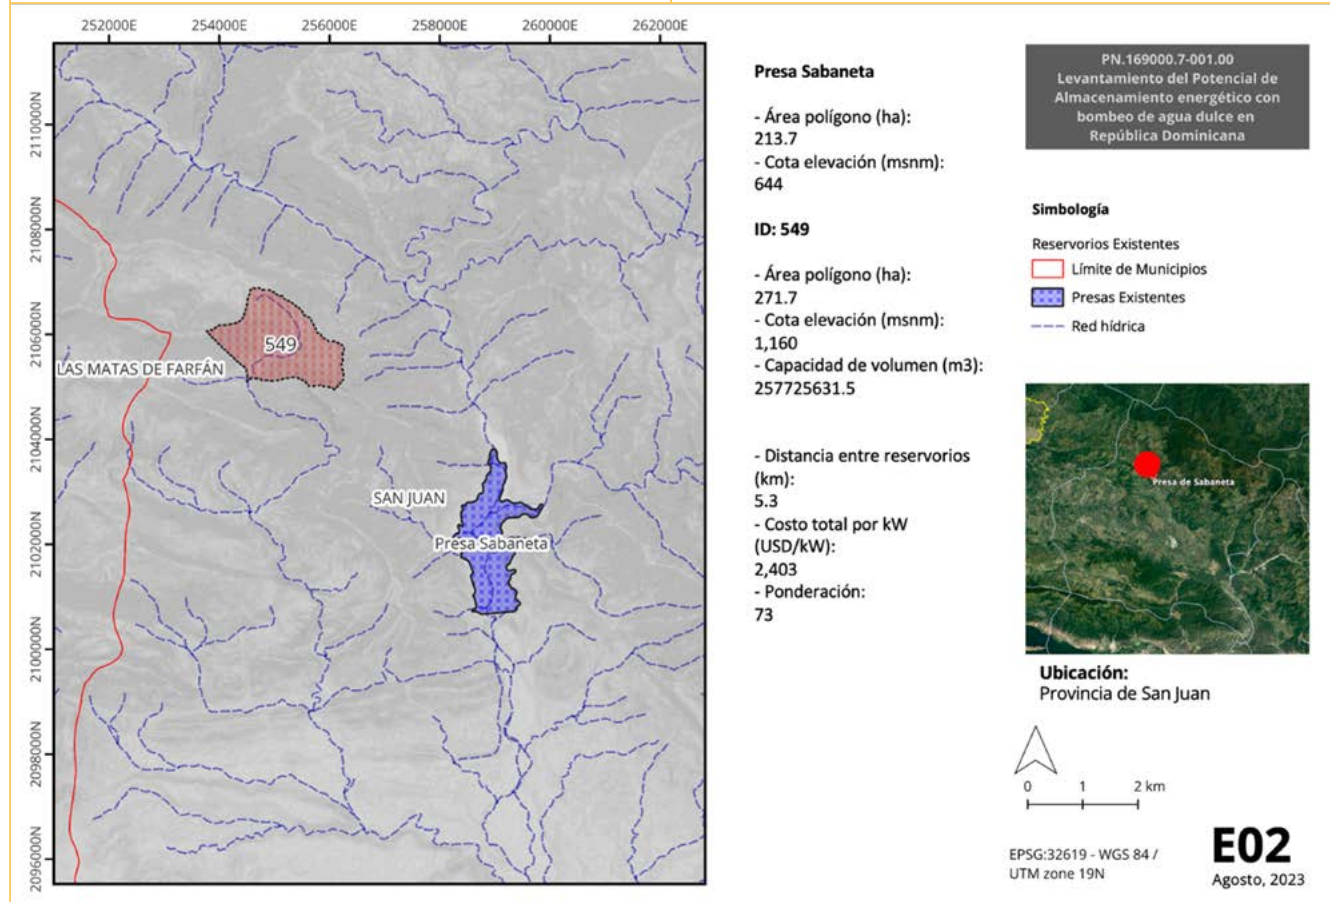 252000E
254000E
256000E
258000E
260000E
262000E
2110000N
2108000N
2106000N
2104000N
2102000N
2100000N
2098000N
2096000N
549
LAS MATAS DE FARFÁN
SAN JUAN
Presa Sabaneta
Presa Sabaneta
- Área polígono (ha):
213.7
- Cota elevación (msnm):
644
ID: 549
- Área polígono (ha):
271.7
- Cota elevación (msnm):
1,160
- Capacidad de volumen (m3):
257725631.5
- Distancia entre reservorios
(km):
5.3
- Costo total por kW
(USD/kW):
2,403
- Ponderación:
73
PN.169000.7-001.00
Levantamiento del Potencial de
Almacenamiento energético con
bombeo de agua dulce en
República Dominicana
Simbología
Reservorios Existentes
Límite de Municipios
Presas Existentes
Red hídrica
Presa de Sabaneta
Ubicación:
Provincia de San Juan
0 1 2 km
EPSG:32619 - WGS 84 /
UTM zone 19N
E02
Agosto, 2023